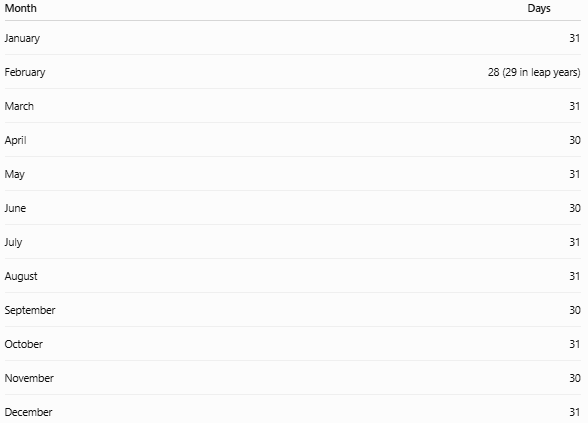 Month Days
January 31
February 28 (29 in leap years)
March 31
April 30
May 31
June 30
July 31
August 31
September 30
October 31
November 30
December 31